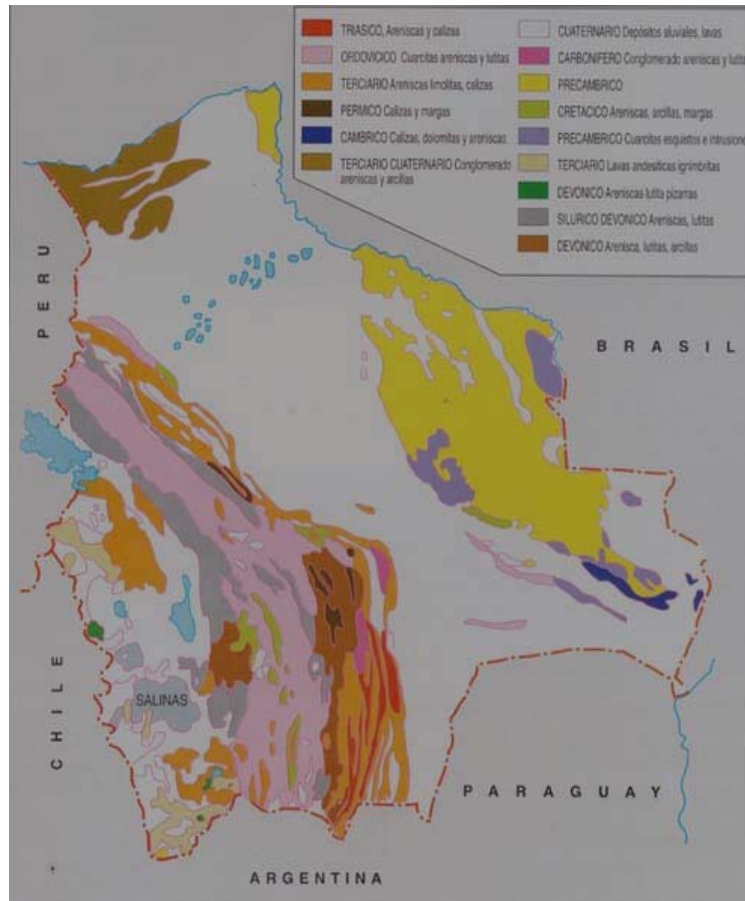 TRIASICO, Areniscas y calizas
ORDOVICICO Cuarcitas areniscas y lutitas
TERCIARIO Areniscas limolitas, calizas
PERMICO Calizas y margas
CAMBRICO Calizas, dolomitas y areniscas
TERCIARIO CUATERNARIO Conglomerado
areniscas y arcillas
CUATERNARIO Depósitos aluviales, lavas
CARBONIFERO Conglomerado areniscas y lutita
PRECAMBRICO
CRETACICO Areniscas, arcillas, margas
PRECAMBRICO Cuarcitas esquistos e intrusione
TERCIARIO Lavas andesiticas ignimbritas
DEVONICO Areniscas lutita pizarras
SILURICO DEVONICO Areniscas, lutitas
DEVONICO Arenisca, lutitas, arcillas
PERU
BRASIL
CHILE
SALINAS
PARAGUAY
ARGENTINA